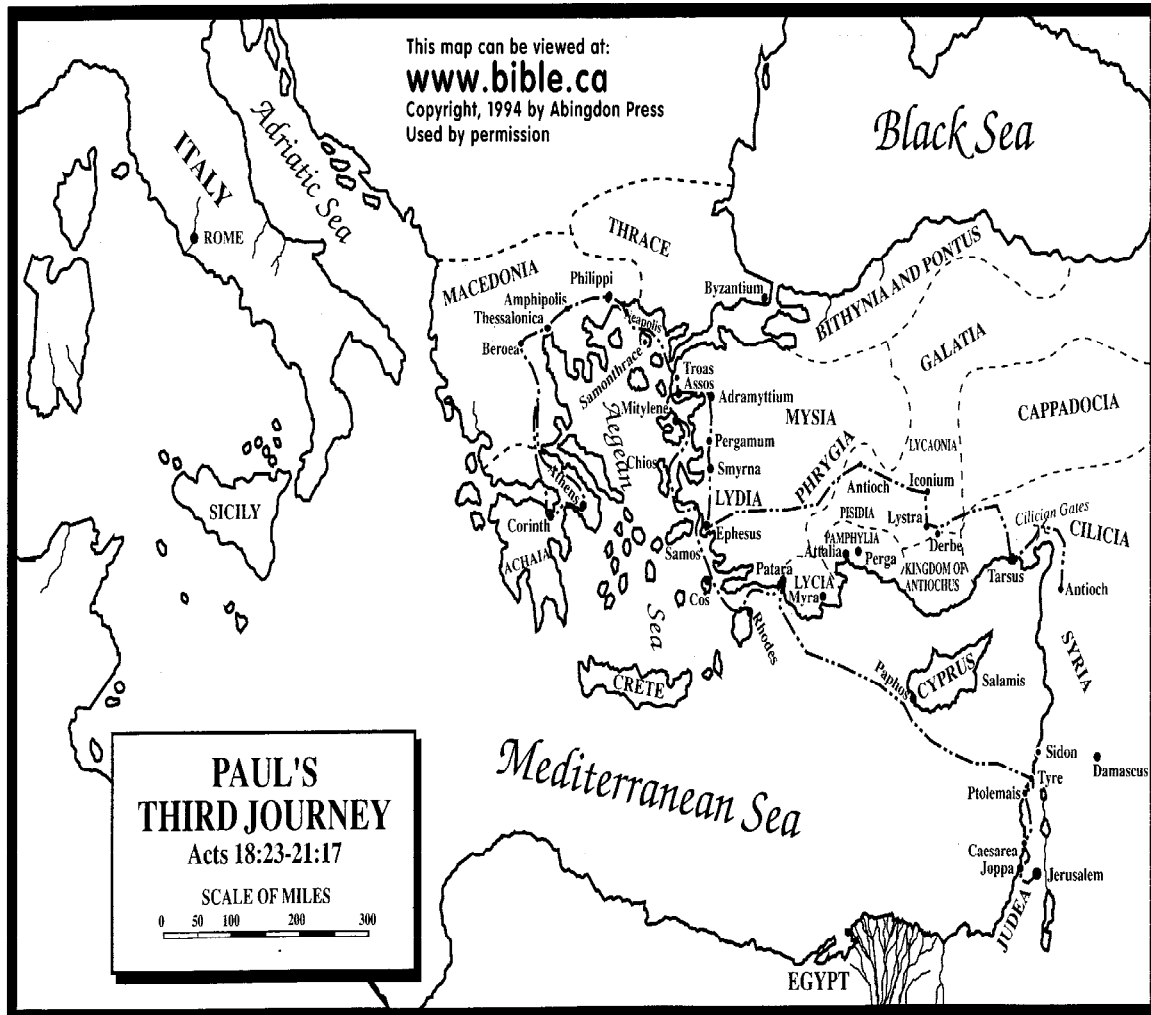 This map can be viewed at:
www.bible.ca
Copyright, 1994 by Abingdon Press
Used by permission
Black Sea
Adriatic Sea
ITALY
ROME
THRACE
MACEDONIA
Philippi
Byzantium
BITHYNIA AND PONTUS
Amphipolis
Thessalonica
Neapolis
Beroea
Samonthrace
GALATIA
Troas
Assos
Adramyttium
CAPPADOCIA
Mitylene
MYSIA
Aegean
Sea
Pergamum
LYCAONIA
Chios
Smyrna
PHRYGIA
Athens
Antioch
Iconium
LYDIA
SICILY
PISIDIA
Lystra
Cilician Gates
Corinth
Ephesus
CILICIA
PAMPHYLIA
Derbe
Samos
Attalia
Perga
ACHAIA
Patara
LYCIA
KINGDOM OF
ANTIOCHUS
Tarsus
Myra
Antioch
Cos
Rhodes
SYRIA
CYPRUS
Paphos
Salamis
CRETE
Mediterranean Sea
Sidon
Damascus
Tyre
Ptolemais
Caesarea
Joppa
Jerusalem
JUDEA
EGYPT
PAUL'S
THIRD JOURNEY
Acts 18:23-21:17
SCALE OF MILES
0 50 100 200 300